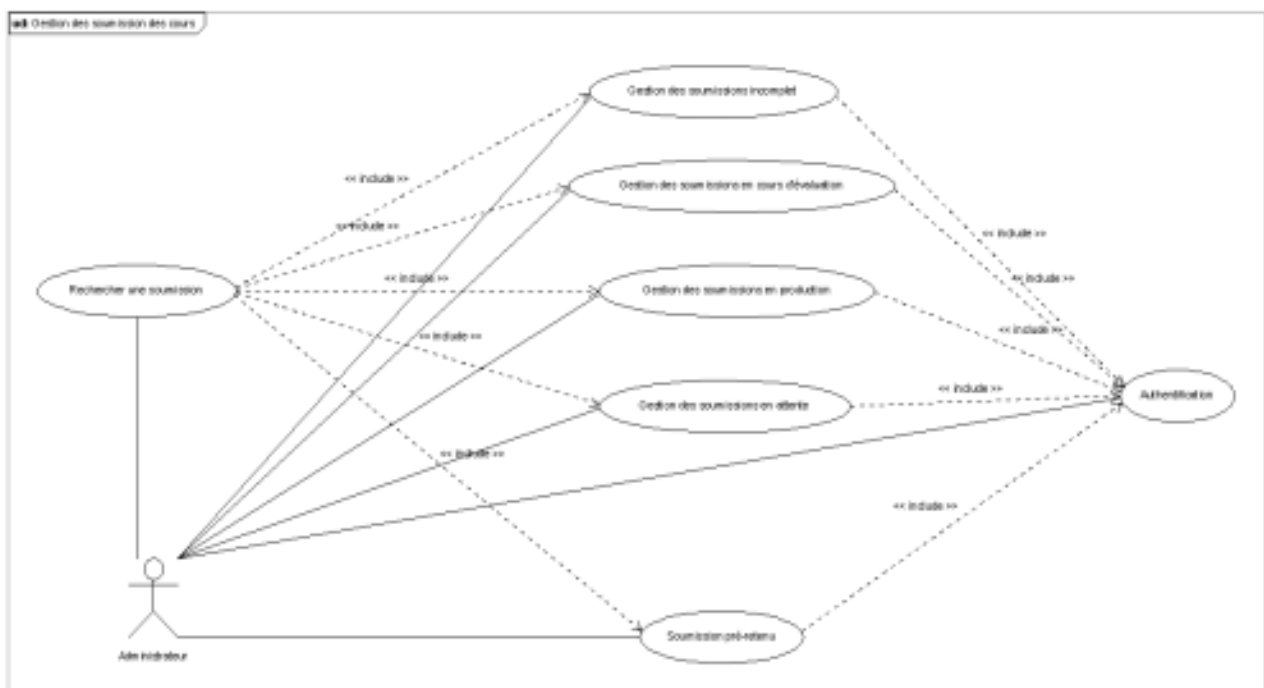 ud: Gestion des soumission des cours
Gestion des soumissions incomplet
<< include >>
Gestion des soumissions en cours d'évaluation
<< include >>
<< include >>
Rechercher une soumission
<< include >>
Gestion des soumissions en production
<< include >>
<< include >>
<< include >>
<< include >>
Authentification
Gestion des soumissions en attente
<< include >>
<< include >>
Soumission pré-retenu
Administrateur